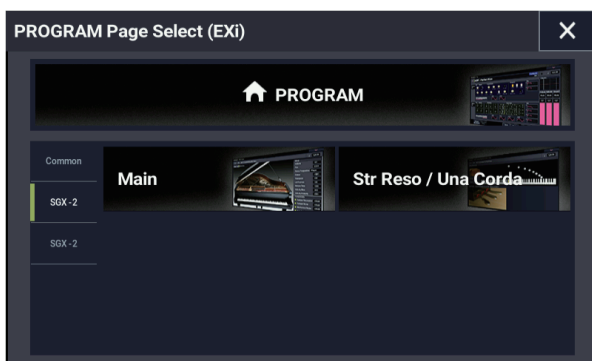 PROGRAM Page Select (EXi)
PROGRAM
Common
Main
Str Reso / Una Corda
SGX-2
SGX-2